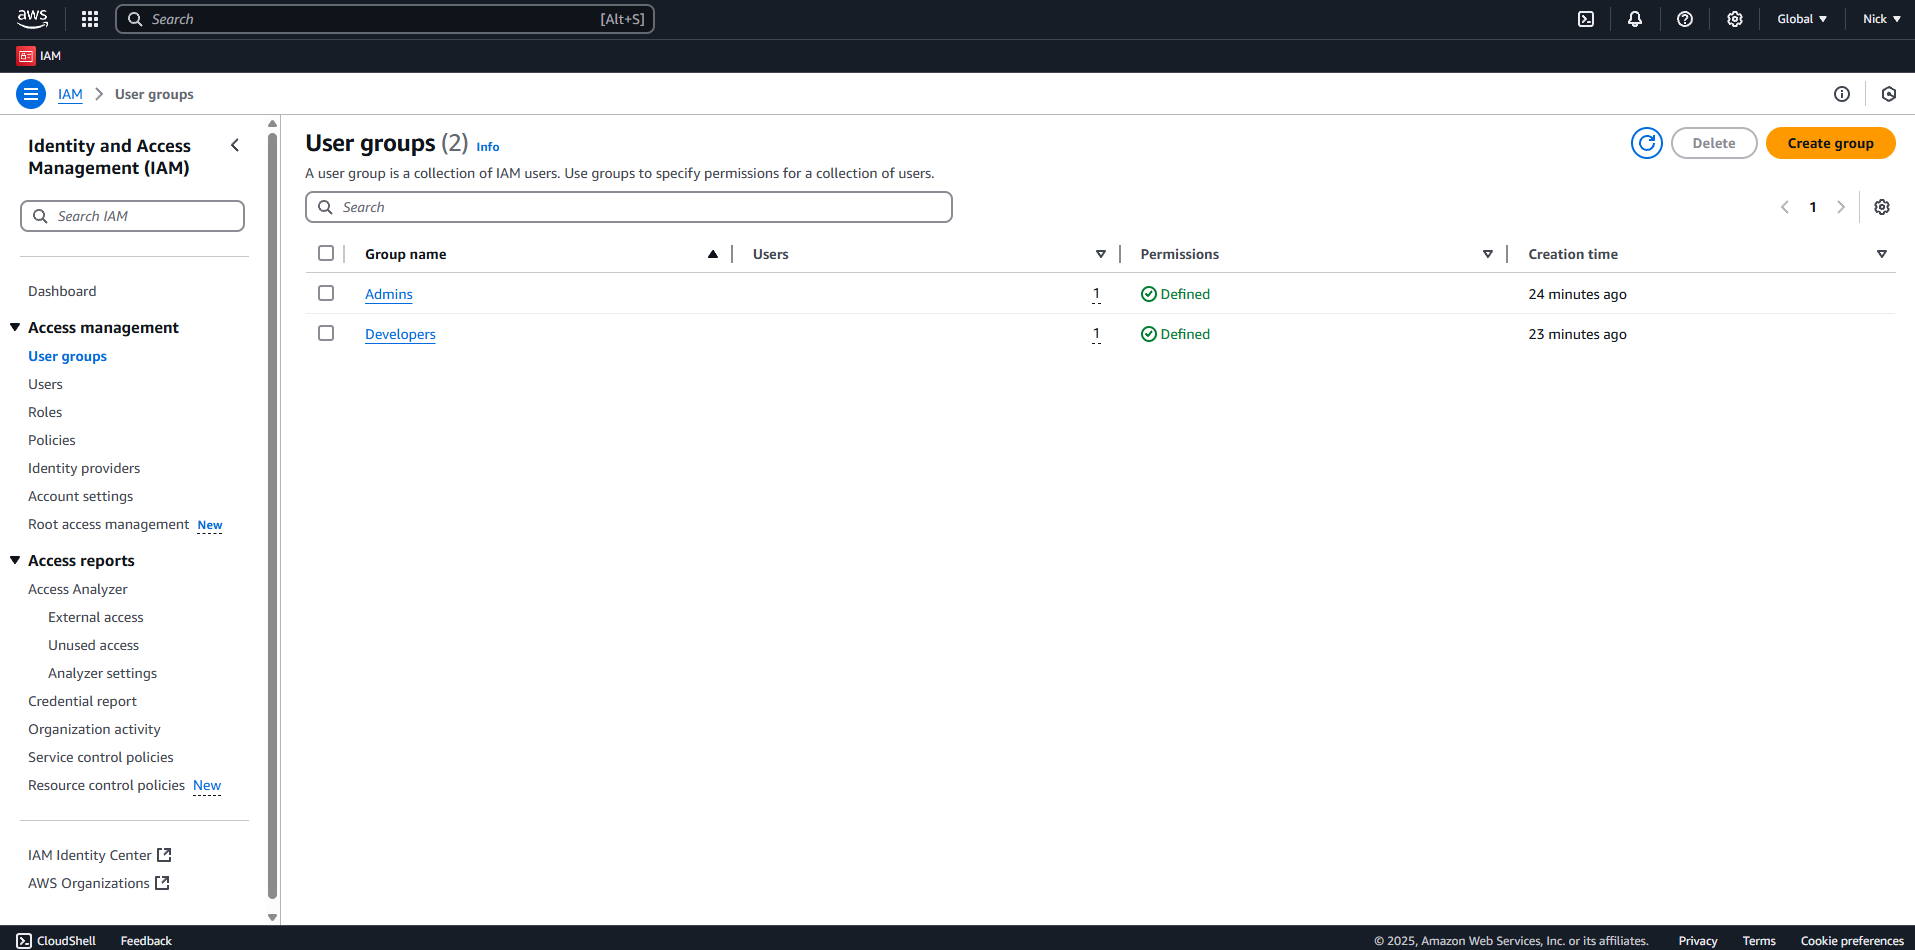 aws
Search [Alt+S]
Global
Nick
IAM
IAM
User groups
Identity and Access
Management (IAM)
Search IAM
Dashboard
Access management
User groups
Users
Roles
Policies
Identity providers
Account settings
Root access management New
Access reports
Access Analyzer
External access
Unused access
Analyzer settings
Credential report
Organization activity
Service control policies
Resource control policies New
IAM Identity Center
AWS Organizations
User groups (2) Info
Delete
Create group
A user group is a collection of IAM users. Use groups to specify permissions for a collection of users.
Search
1
Group name Users Permissions Creation time
Admins 1 Defined 24 minutes ago
Developers 1 Defined 23 minutes ago
CloudShell Feedback © 2025, Amazon Web Services, Inc. or its affiliates. Privacy Terms Cookie preferences